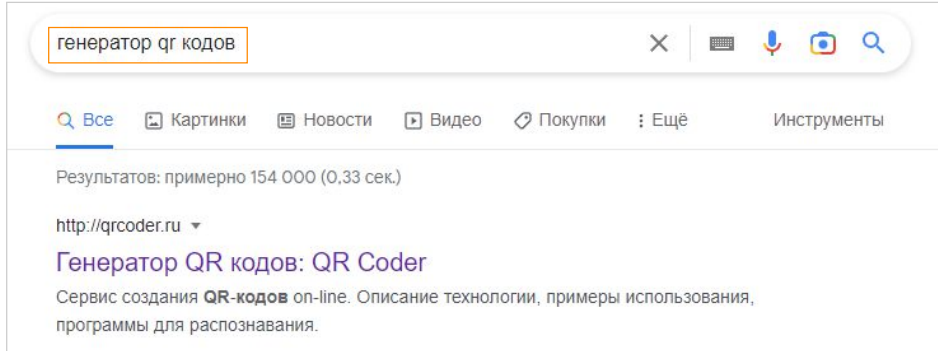 генератор qr кодов
Все Картинки Новости Видео Покупки Ещё Инструменты
Результатов: примерно 154 000 (0,33 сек.)
http://qrcoder.ru
Генератор QR кодов: QR Coder
Сервис создания QR-кодов on-line. Описание технологии, примеры использования,
программы для распознавания.